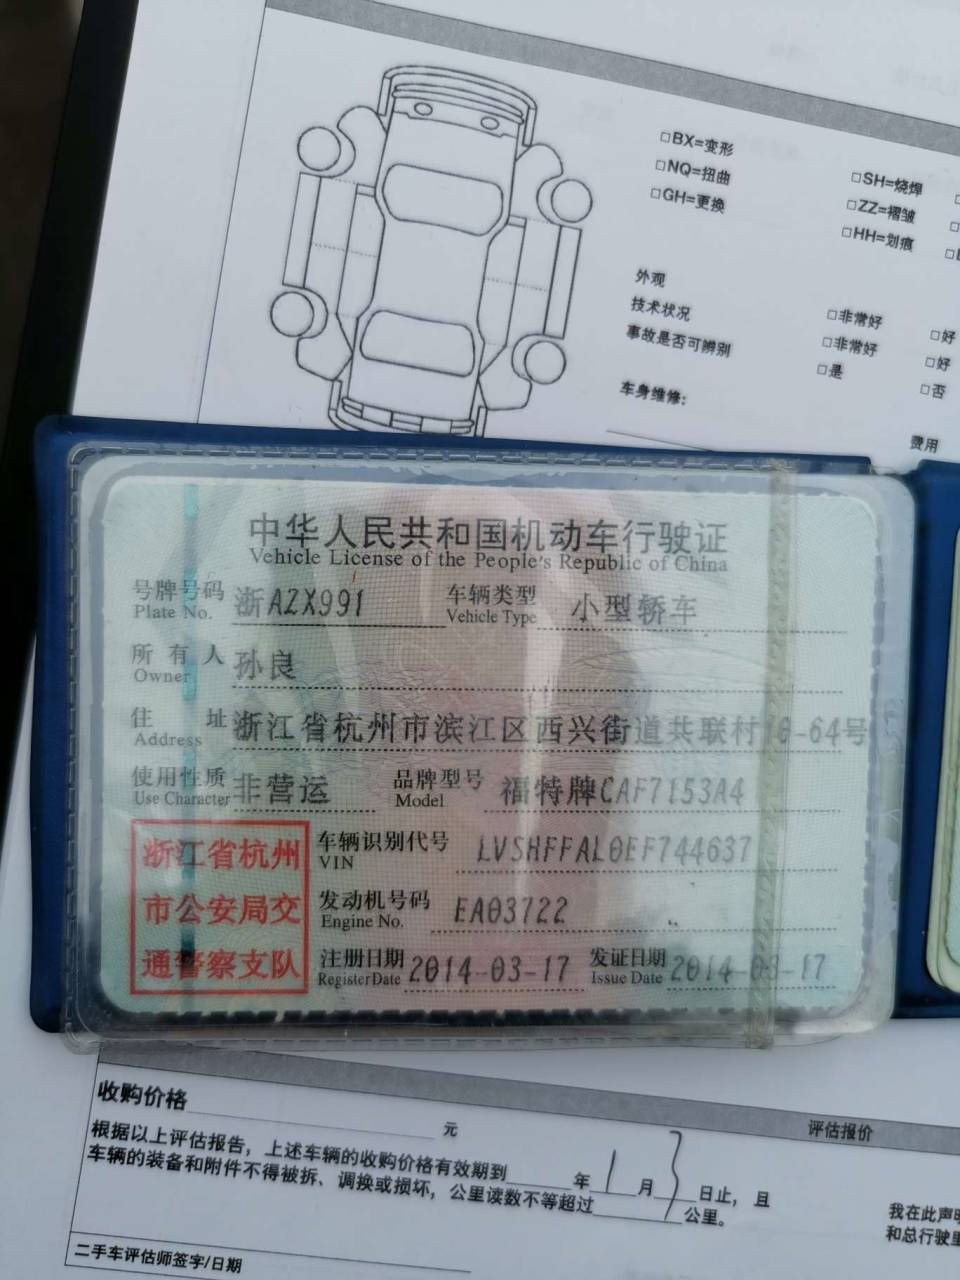 □BX=变形
□NQ=扭曲
□GH=更换
□SH=烧焊
□ZZ=褶皱
□HH=划痕
外观
技术状况 □非常好 □好
事故是否可辨别 □非常好 □好
□是 □否
车身维修:
费用
中华人民共和国机动车行驶证
Vehicle License of the People's Republic of China
号牌号码 浙AZX991 车辆类型 小型轿车
Plate No. Vehicle Type
所有人 孙良
Owner
住址 浙江省杭州市滨江区西兴街道共联村10-64号
Address
使用性质 非营运 品牌型号 福特牌CAF7153A4
Use Character Model
浙江省杭州
市公安局交
通警察支队
车辆识别代号 LVSHFFAL0EF744637
VIN
发动机号码 EA03722
Engine No.
注册日期 2014-03-17 发证日期 2014-03-17
Register Date Issue Date
收购价格 元
评估报价
根据以上评估报告，上述车辆的收购价格有效期到 年 1 月 7 日止，且
车辆的装备和附件不得被拆、调换或损坏，公里读数不等超过 公里。
我在此声明
和总行驶里
二手车评估师签字/日期